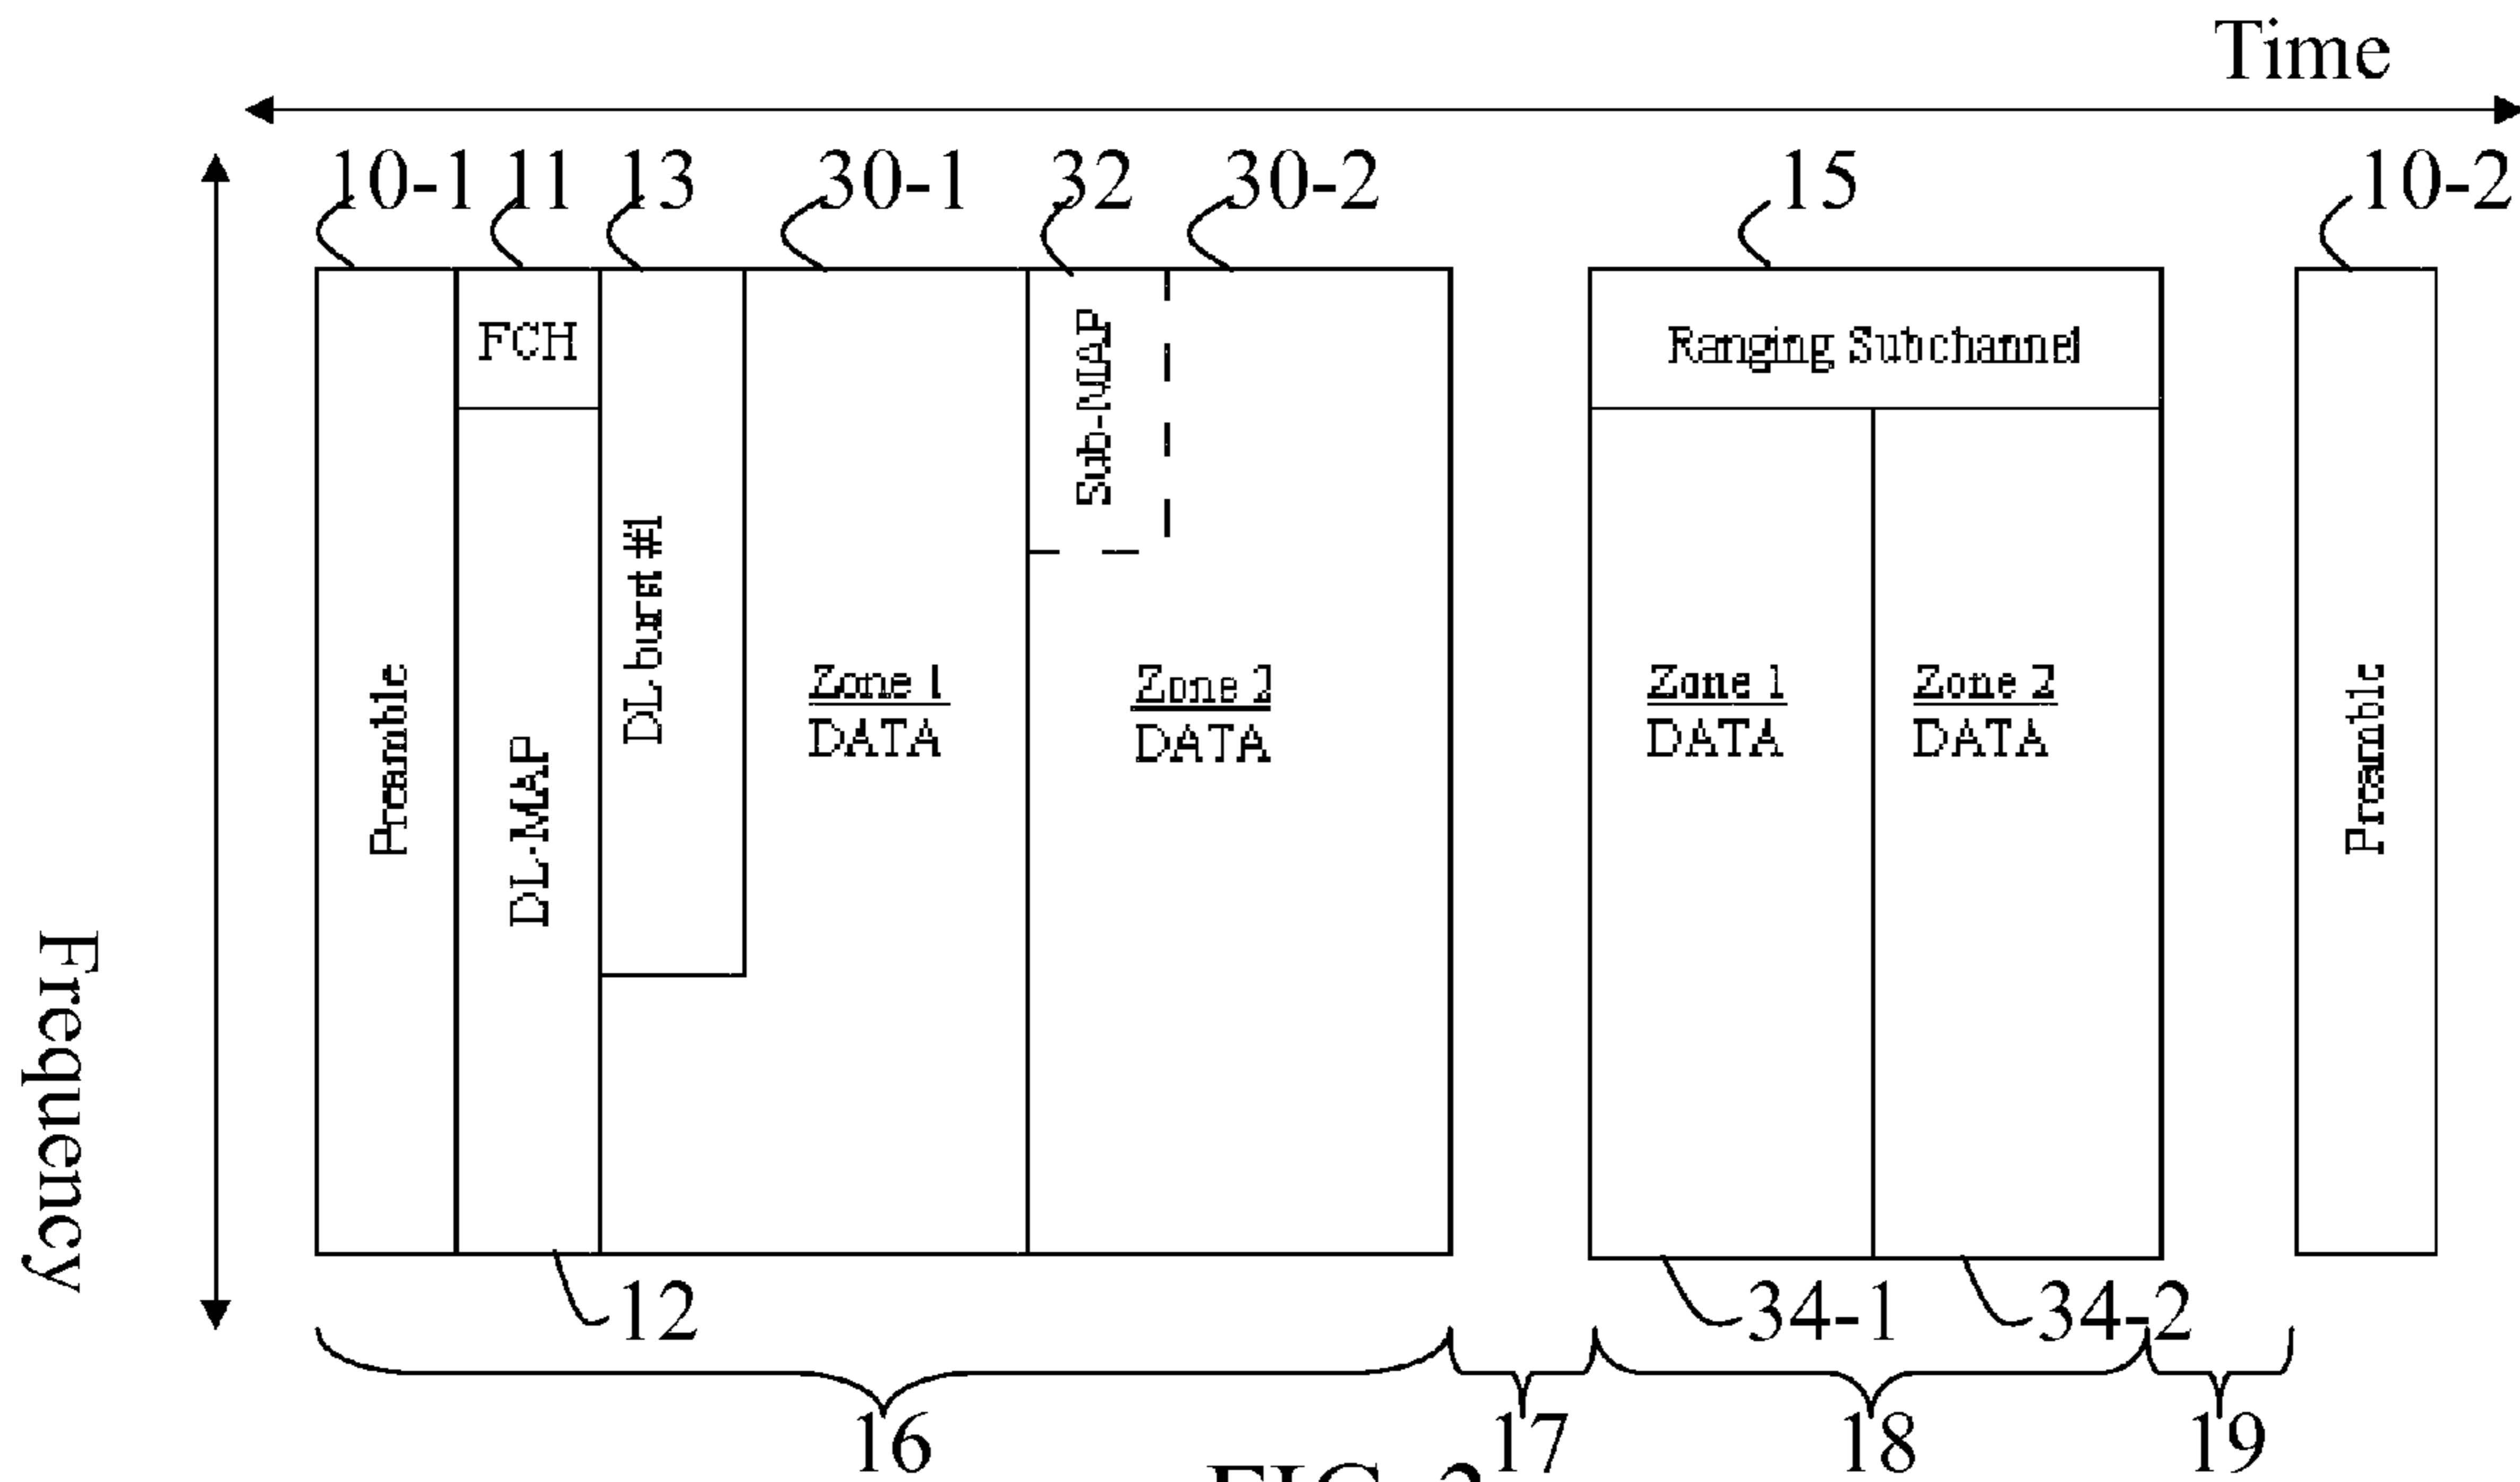 Time
10-1 11 13 30-1 32 30-2 15 10-2
FCH
Ranging Subchannel
Sub-MAP
DL burst #1
Preamble
DL-MAP
Zone 1
DATA
Zone 2
DATA
Zone 1
DATA
Zone 2
DATA
Preamble
Frequency
12 34-1 34-2
16 17 18 19